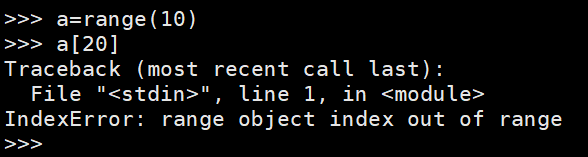 >>> a=range(10)
>>> a[20]
Traceback (most recent call last):
  File "<stdin>", line 1, in <module>
IndexError: range object index out of range
>>>